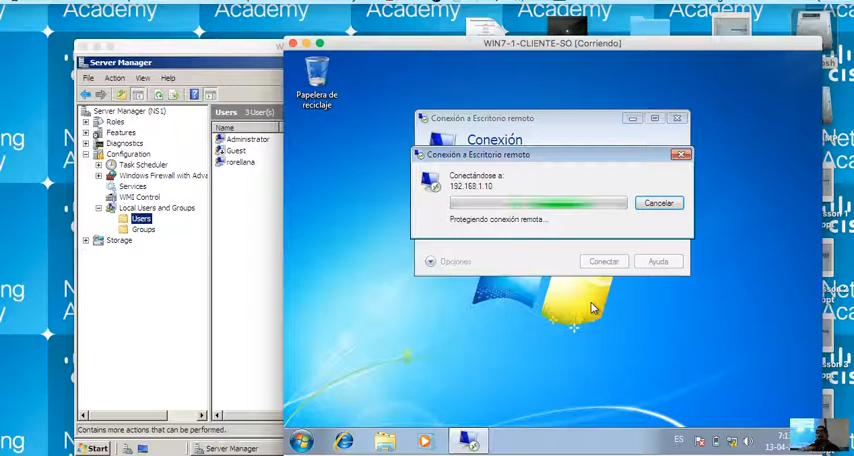 Academy
Academy
Academy
Academy
WIN7-1-CLIENTE-SO [Corriendo]
Server Manager
File Action View Help
Server Manager (NS1)
Roles
Features
Diagnostics
Configuration
Task Scheduler
Windows Firewall with Adva
Services
WMI Control
Local Users and Groups
Users
Groups
Storage
Users 3 User(s)
Name
Administrator
Guest
rorellana
Contains more actions that can be performed.
Start
Server Manager
Papelera de
reciclaje
Conexión a Escritorio remoto
Conexión
Conexión a Escritorio remoto
Conectándose a:
192.168.1.10
Cancelar
Protegiendo conexión remota...
Opciones
Conectar
Ayuda
ES